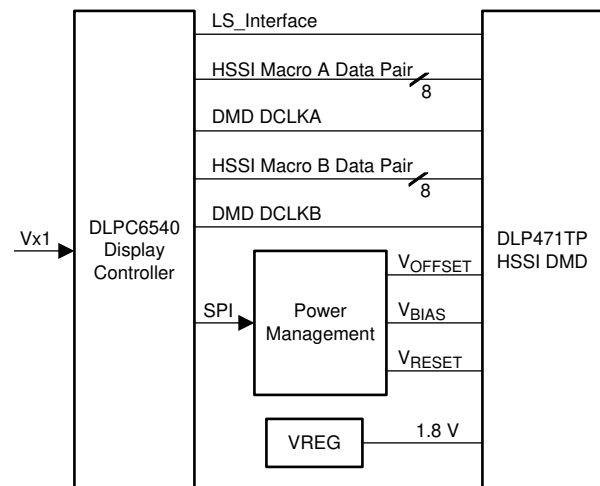 LS_Interface
HSSI Macro A Data Pair
8
DMD DCLKA
HSSI Macro B Data Pair
8
DMD DCLKB
Vx1
DLPC6540
Display
Controller
SPI
Power
Management
VOFFSET
VBIAS
VRESET
DLP471TP
HSSI DMD
VREG
1.8 V